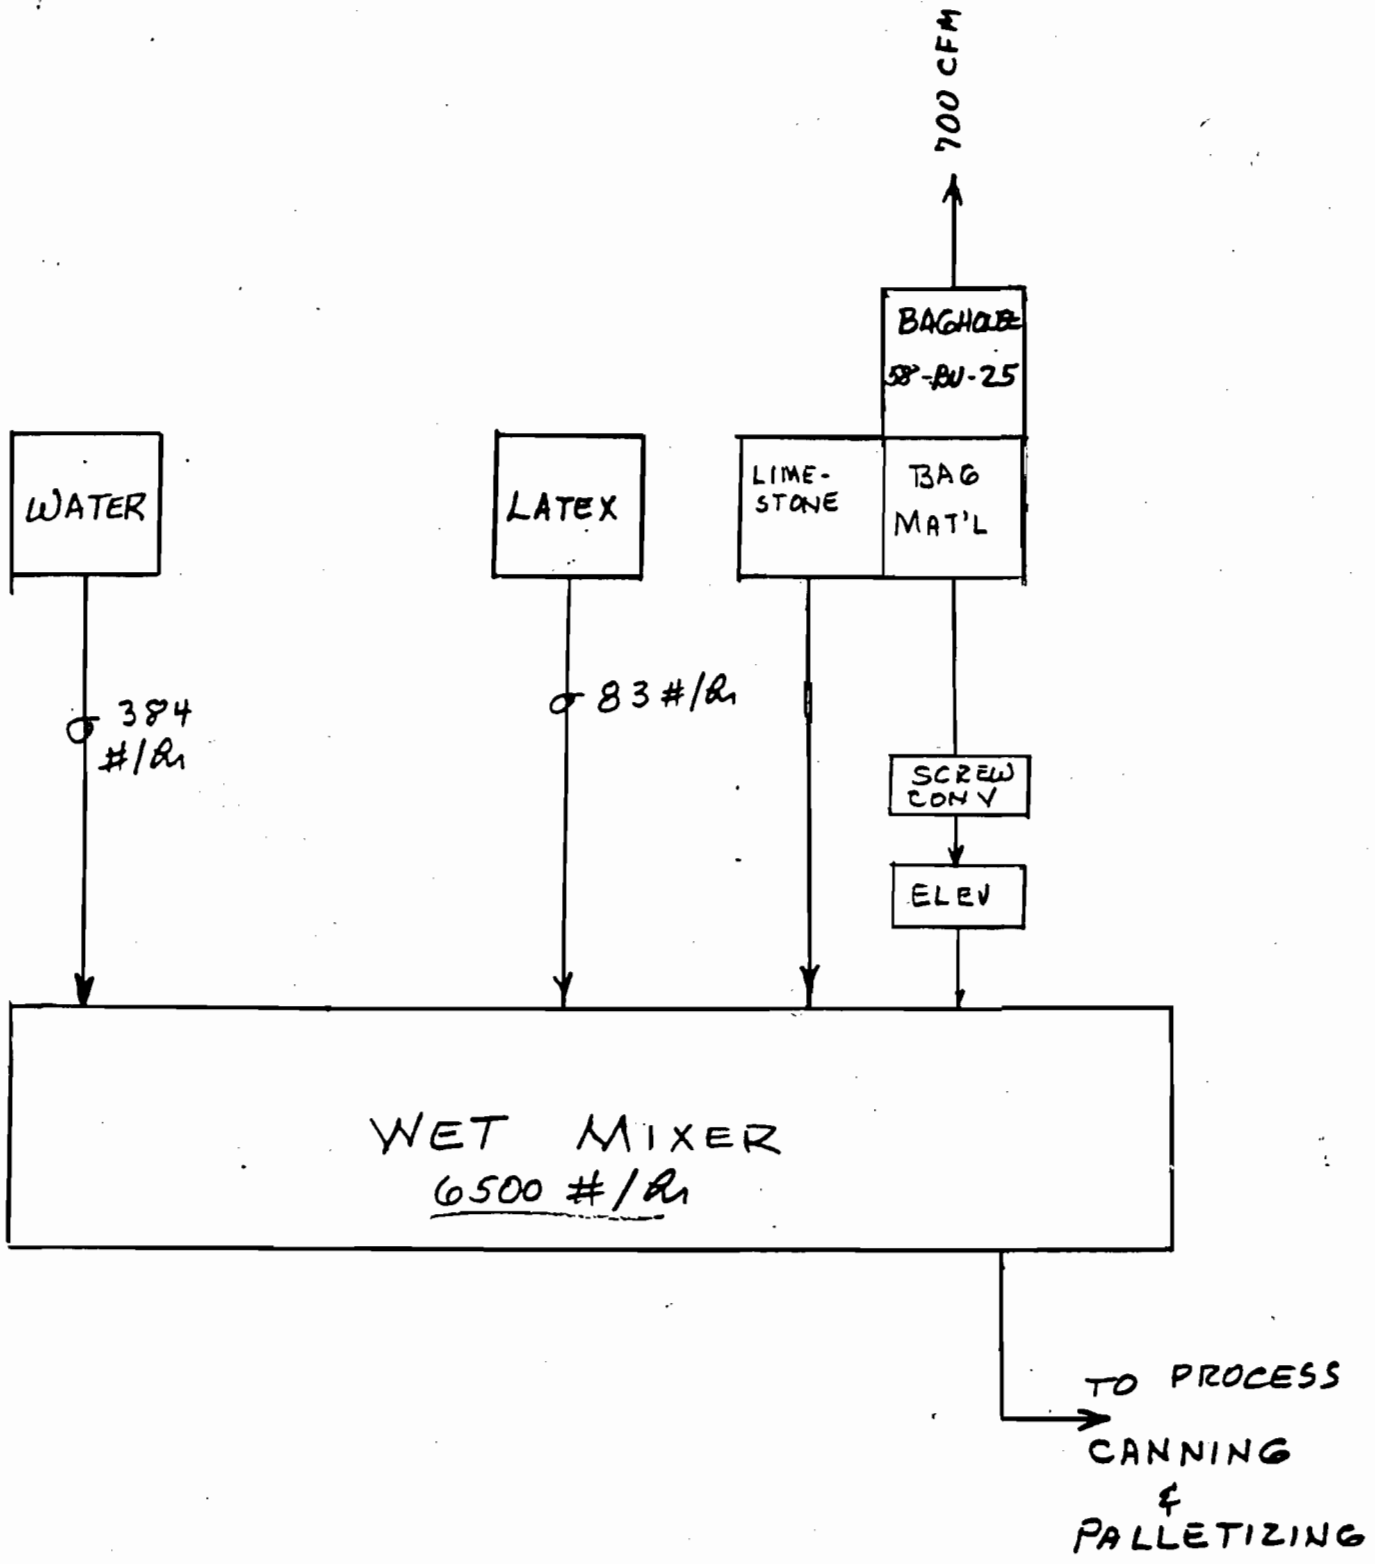 700 CFM
BAGHOUSE
58-BV-25
WATER
LATEX
LIME-
STONE
BAG
MAT'L
384
#/hr
83 #/hr
SCREW
CONV
ELEV
WET MIXER
6500 #/hr
TO PROCESS
CANNING
&
PALLETIZING